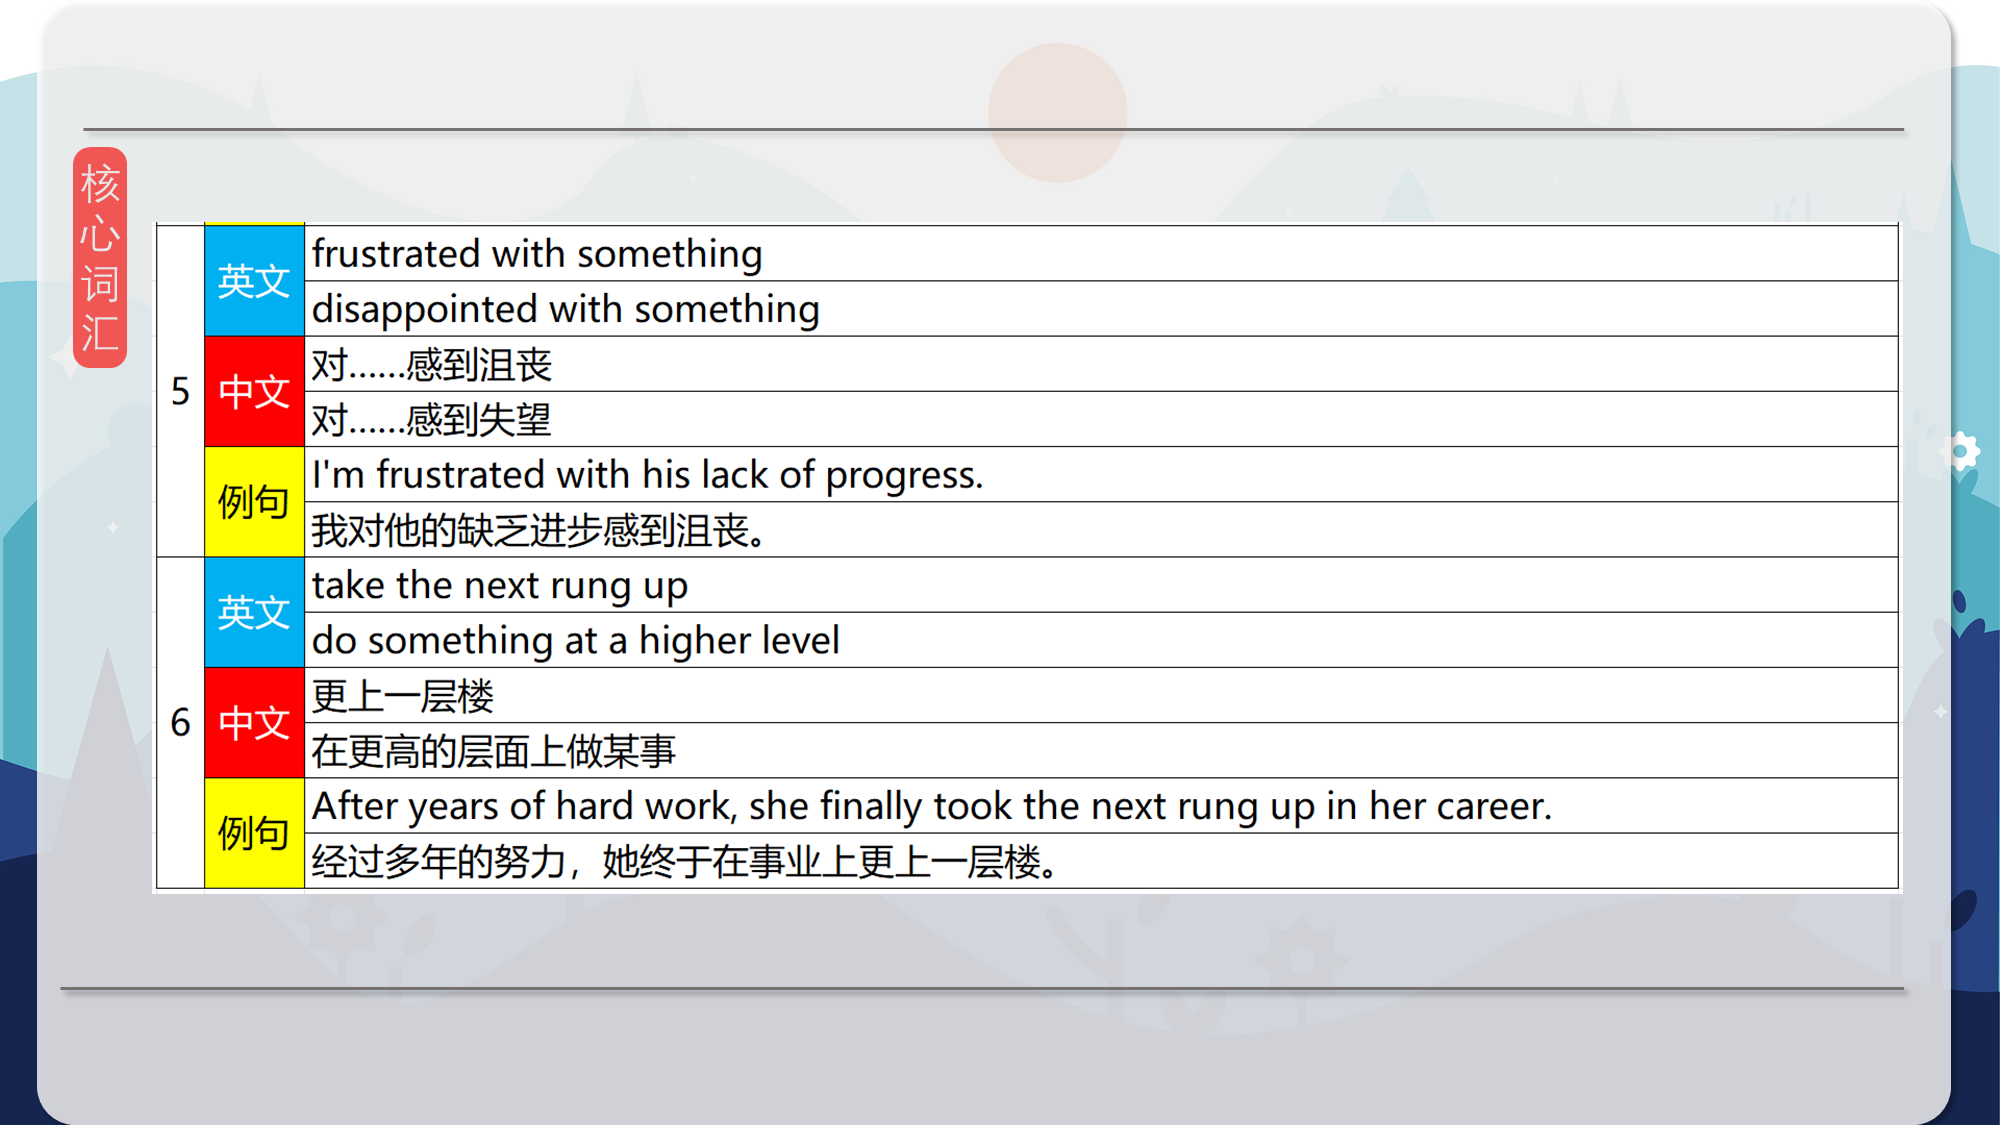 核心词汇
5
英文
frustrated with something
disappointed with something
中文
对……感到沮丧
对……感到失望
例句
I'm frustrated with his lack of progress.
我对他的缺乏进步感到沮丧。
6
英文
take the next rung up
do something at a higher level
中文
更上一层楼
在更高的层面上做某事
例句
After years of hard work, she finally took the next rung up in her career.
经过多年的努力，她终于在事业上更上一层楼。